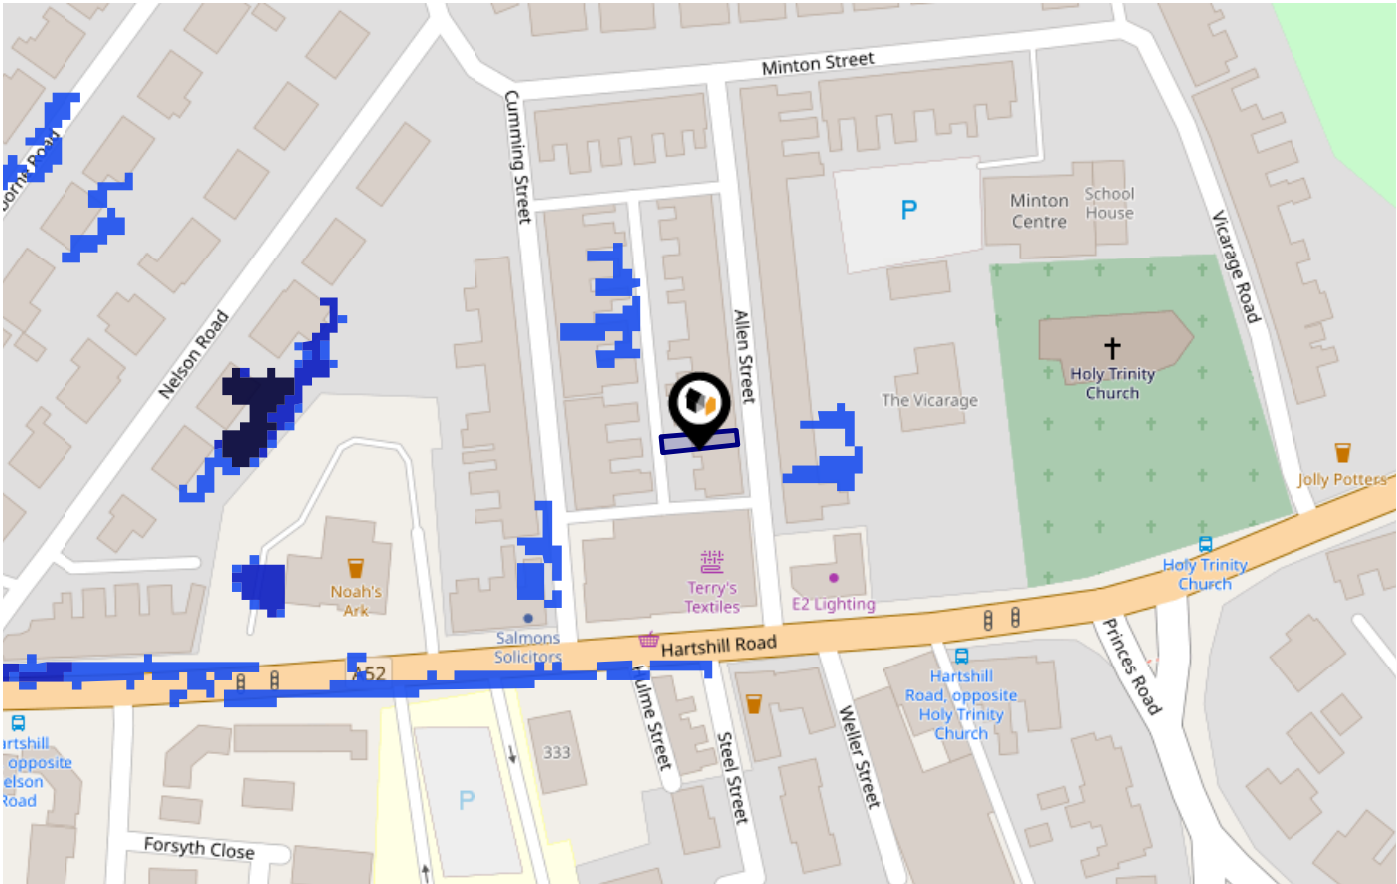 Minton Street
Cumming Street
P
Minton
Centre
School
House
Vicarage Road
Nelson Road
Allen Street
Holy Trinity
Church
The Vicarage
Jolly Potters
Holy Trinity
Church
Noah's
Ark
Terry's
Textiles
E2 Lighting
Salmons
Solicitors
Hartshill Road
A52
Princes Road
Hartshill
Road, opposite
Holy Trinity
Church
Hulme Street
Steel Street
Weller Street
artshill
opposite
elson
Road
333
P
Forsyth Close